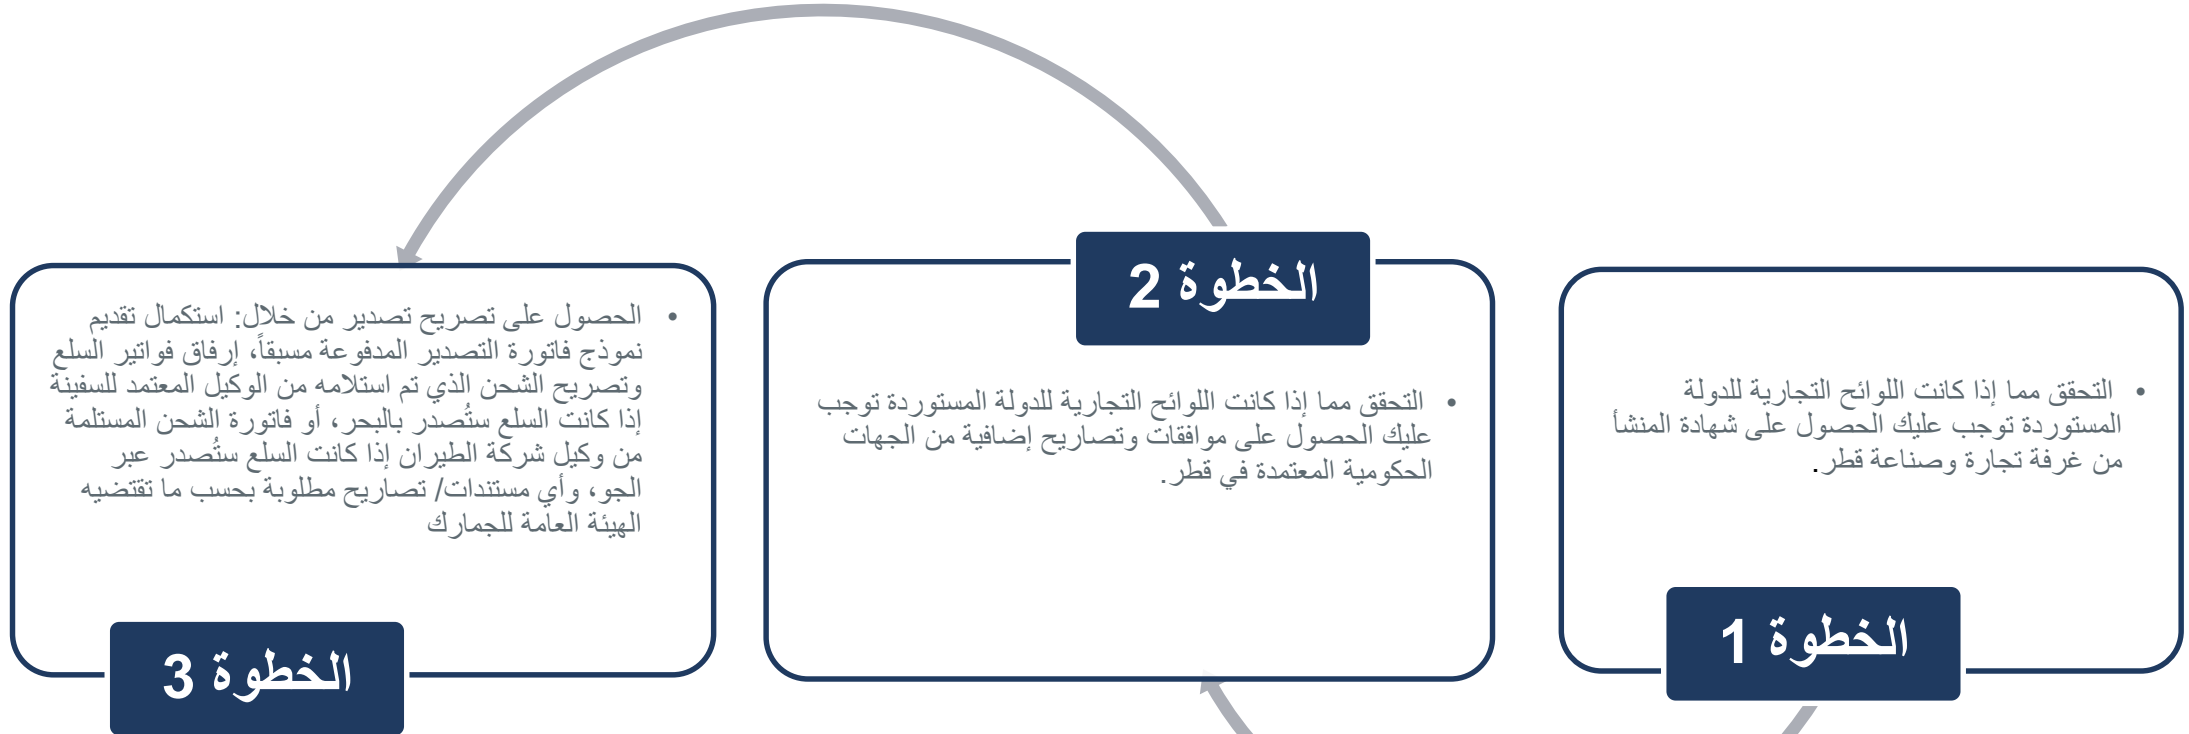 التحقق مما إذا كانت اللوائح التجارية للدولة
المستوردة توجب عليك الحصول على شهادة المنشأ
من غرفة تجارة وصناعة قطر.
الخطوة 1
الخطوة 2
التحقق مما إذا كانت اللوائح التجارية للدولة المستوردة توجب
عليك الحصول على موافقات وتصاريح إضافية من الجهات
الحكومية المعتمدة في قطر.
الحصول على تصريح تصدير من خلال: استكمال تقديم
نموذج فاتورة التصدير المدفوعة مسبقاً، إرفاق فواتير السلع
وتصريح الشحن الذي تم استلامه من الوكيل المعتمد للسفينة
إذا كانت السلع ستُصدر بالبحر، أو فاتورة الشحن المستلمة
من وكيل شركة الطيران إذا كانت السلع ستُصدر عبر
الجو، وأي مستندات/ تصاريح مطلوبة بحسب ما تقتضيه
الهيئة العامة للجمارك
الخطوة 3